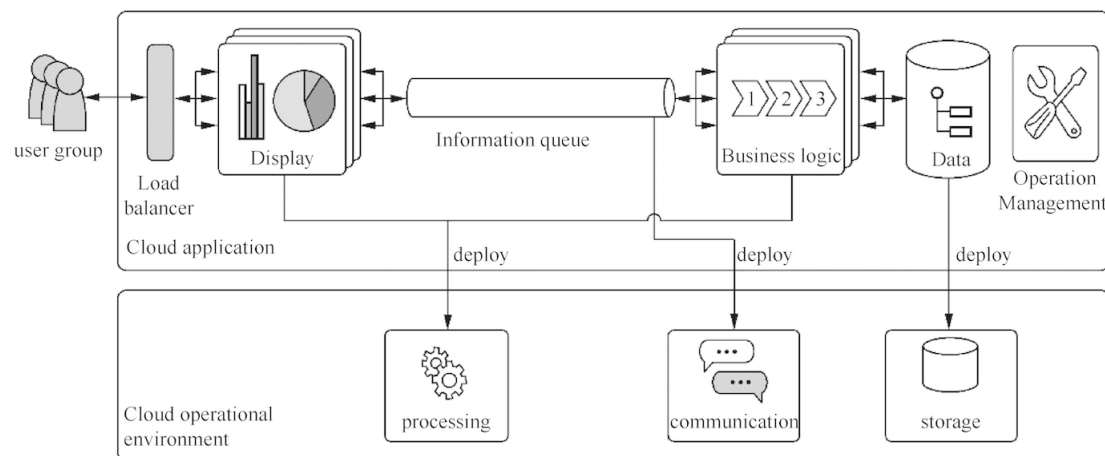 user group
Load
balancer
Display
Information queue
1 2 3
Business logic
Data
Operation
Management
Cloud application
deploy
deploy
deploy
Cloud operational
environment
processing
communication
storage